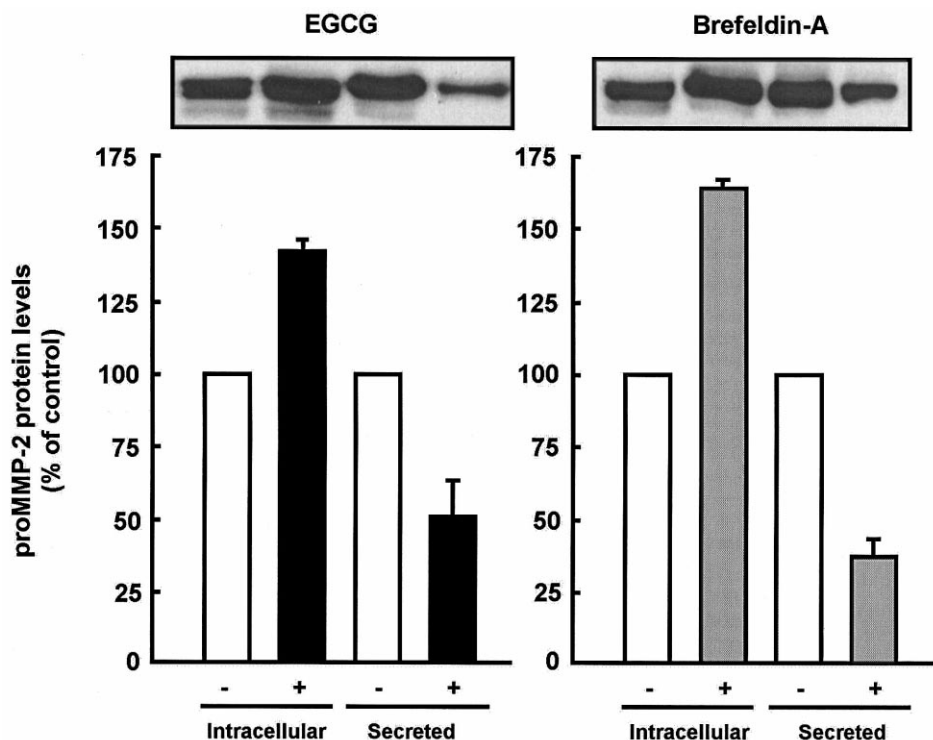 EGCG
Brefeldin-A
proMMP-2 protein levels
(% of control)
175
150
125
100
75
50
25
0
- + - +
Intracellular Secreted
175
150
125
100
75
50
25
0
- + - +
Intracellular Secreted